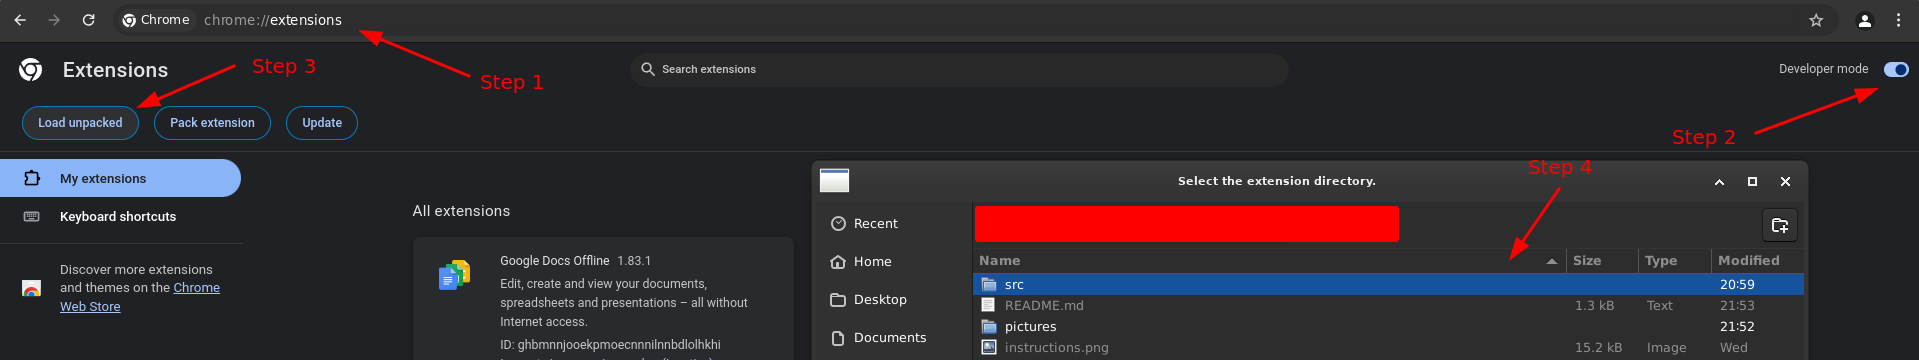 Chrome chrome://extensions
Step 1
Extensions
Step 3
Search extensions
Developer mode
Load unpacked
Pack extension
Update
Step 2
My extensions
Keyboard shortcuts
Discover more extensions
and themes on the Chrome
Web Store
All extensions
Google Docs Offline 1.83.1
Edit, create and view your documents,
spreadsheets and presentations – all without
Internet access.
ID: ghbmnnjooekpmoecnnnilnnbdlolhkhi
Step 4
Select the extension directory.
Recent
Home
Desktop
Documents
Name Size Type Modified
src 20:59
README.md 1.3 kB Text 21:53
pictures 21:52
instructions.png 15.2 kB Image Wed